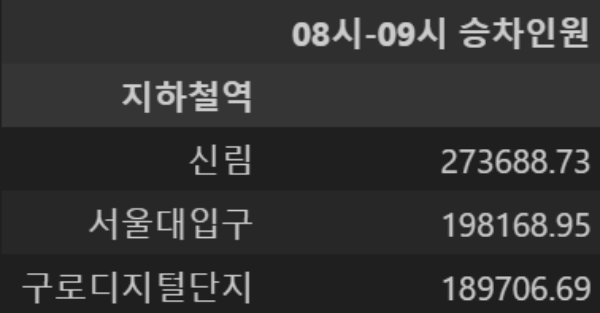 08시-09시 승차인원
지하철역
신림 273688.73
서울대입구 198168.95
구로디지털단지 189706.69